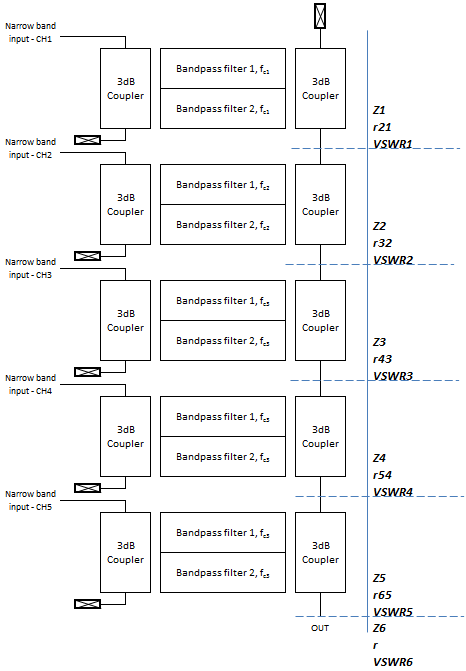 Narrow band
input - CH1
3dB
Coupler
Bandpass filter 1, fc1
Bandpass filter 2, fc1
3dB
Coupler
Z1
r21
VSWR1
Narrow band
input - CH2
3dB
Coupler
Bandpass filter 1, fc2
Bandpass filter 2, fc2
3dB
Coupler
Z2
r32
VSWR2
Narrow band
input - CH3
3dB
Coupler
Bandpass filter 1, fc3
Bandpass filter 2, fc3
3dB
Coupler
Z3
r43
VSWR3
Narrow band
input - CH4
3dB
Coupler
Bandpass filter 1, fc3
Bandpass filter 2, fc3
3dB
Coupler
Z4
r54
VSWR4
Narrow band
input - CH5
3dB
Coupler
Bandpass filter 1, fc3
Bandpass filter 2, fc3
3dB
Coupler
Z5
r65
VSWR5
OUT
Z6
r
VSWR6